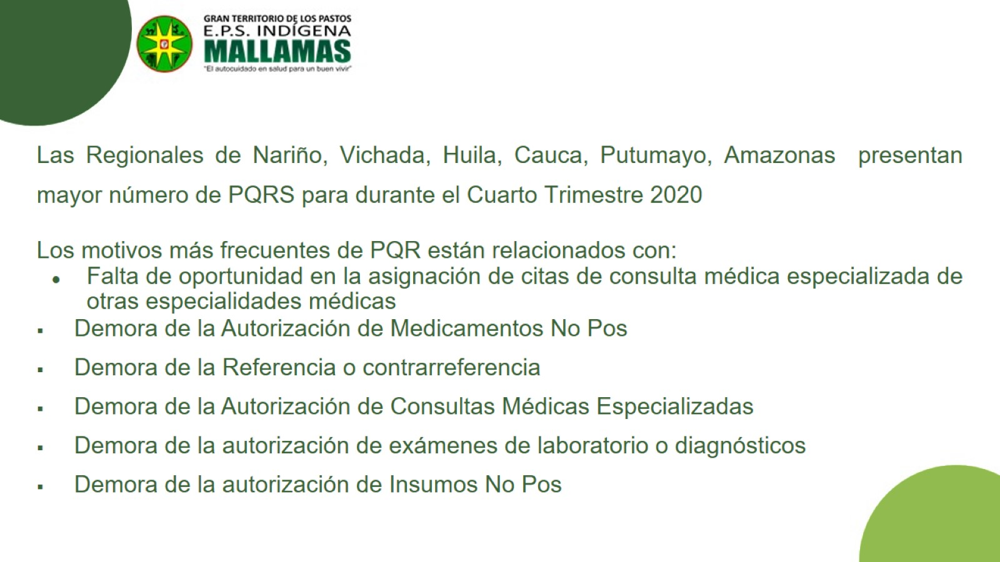 GRAN TERRITORIO DE LOS PASTOS
E.P.S. INDÍGENA
MALLAMAS
"El autocuidado en salud para un buen vivir"
Las Regionales de Nariño, Vichada, Huila, Cauca, Putumayo, Amazonas presentan
mayor número de PQRS para durante el Cuarto Trimestre 2020
Los motivos más frecuentes de PQR están relacionados con:
• Falta de oportunidad en la asignación de citas de consulta médica especializada de
otras especialidades médicas
▪ Demora de la Autorización de Medicamentos No Pos
▪ Demora de la Referencia o contrarreferencia
▪ Demora de la Autorización de Consultas Médicas Especializadas
▪ Demora de la autorización de exámenes de laboratorio o diagnósticos
▪ Demora de la autorización de Insumos No Pos